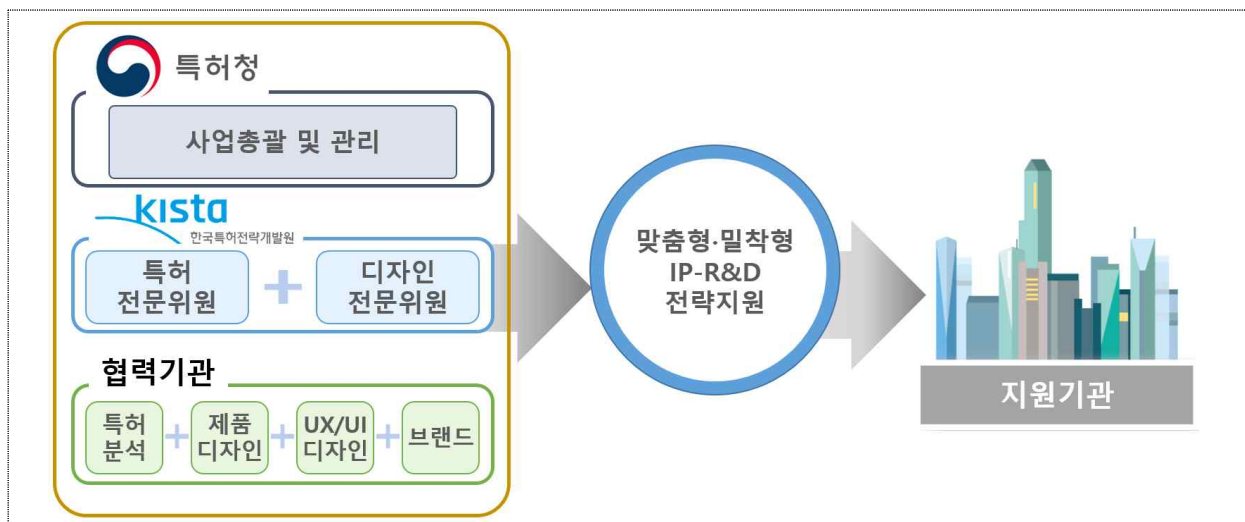 특허청
사업총괄 및 관리
kista
한국특허전략개발원
특허
전문위원
+
디자인
전문위원
협력기관
특허
분석
+
제품
디자인
+
UX/UI
디자인
+
브랜드
맞춤형·밀착형
IP-R&D
전략지원
지원기관